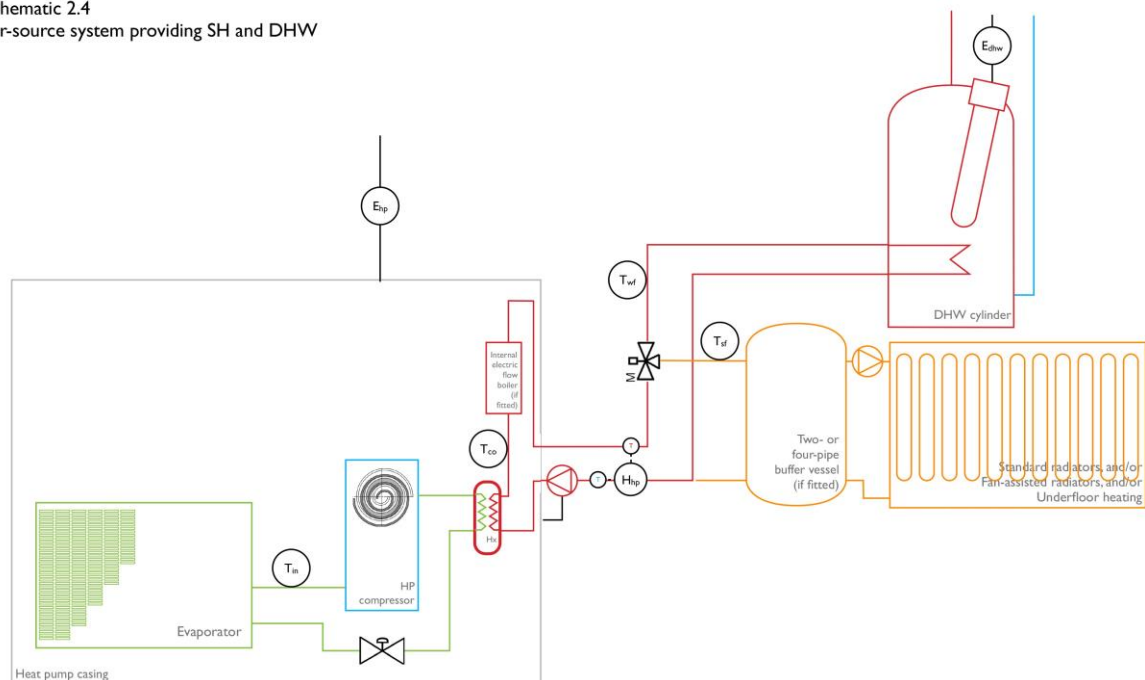 hematic 2.4
r-source system providing SH and DHW
Edhw
Ehp
Twf
DHW cylinder
Tsf
Internal
electric
flow
boiler
(if
fitted)
M
Tco
T
T
Hhp
Two- or
four-pipe
buffer vessel
(if fitted)
Standard radiators, and/or
Fan-assisted radiators, and/or
Underfloor heating
Hx
Tin
HP
compressor
Evaporator
Heat pump casing